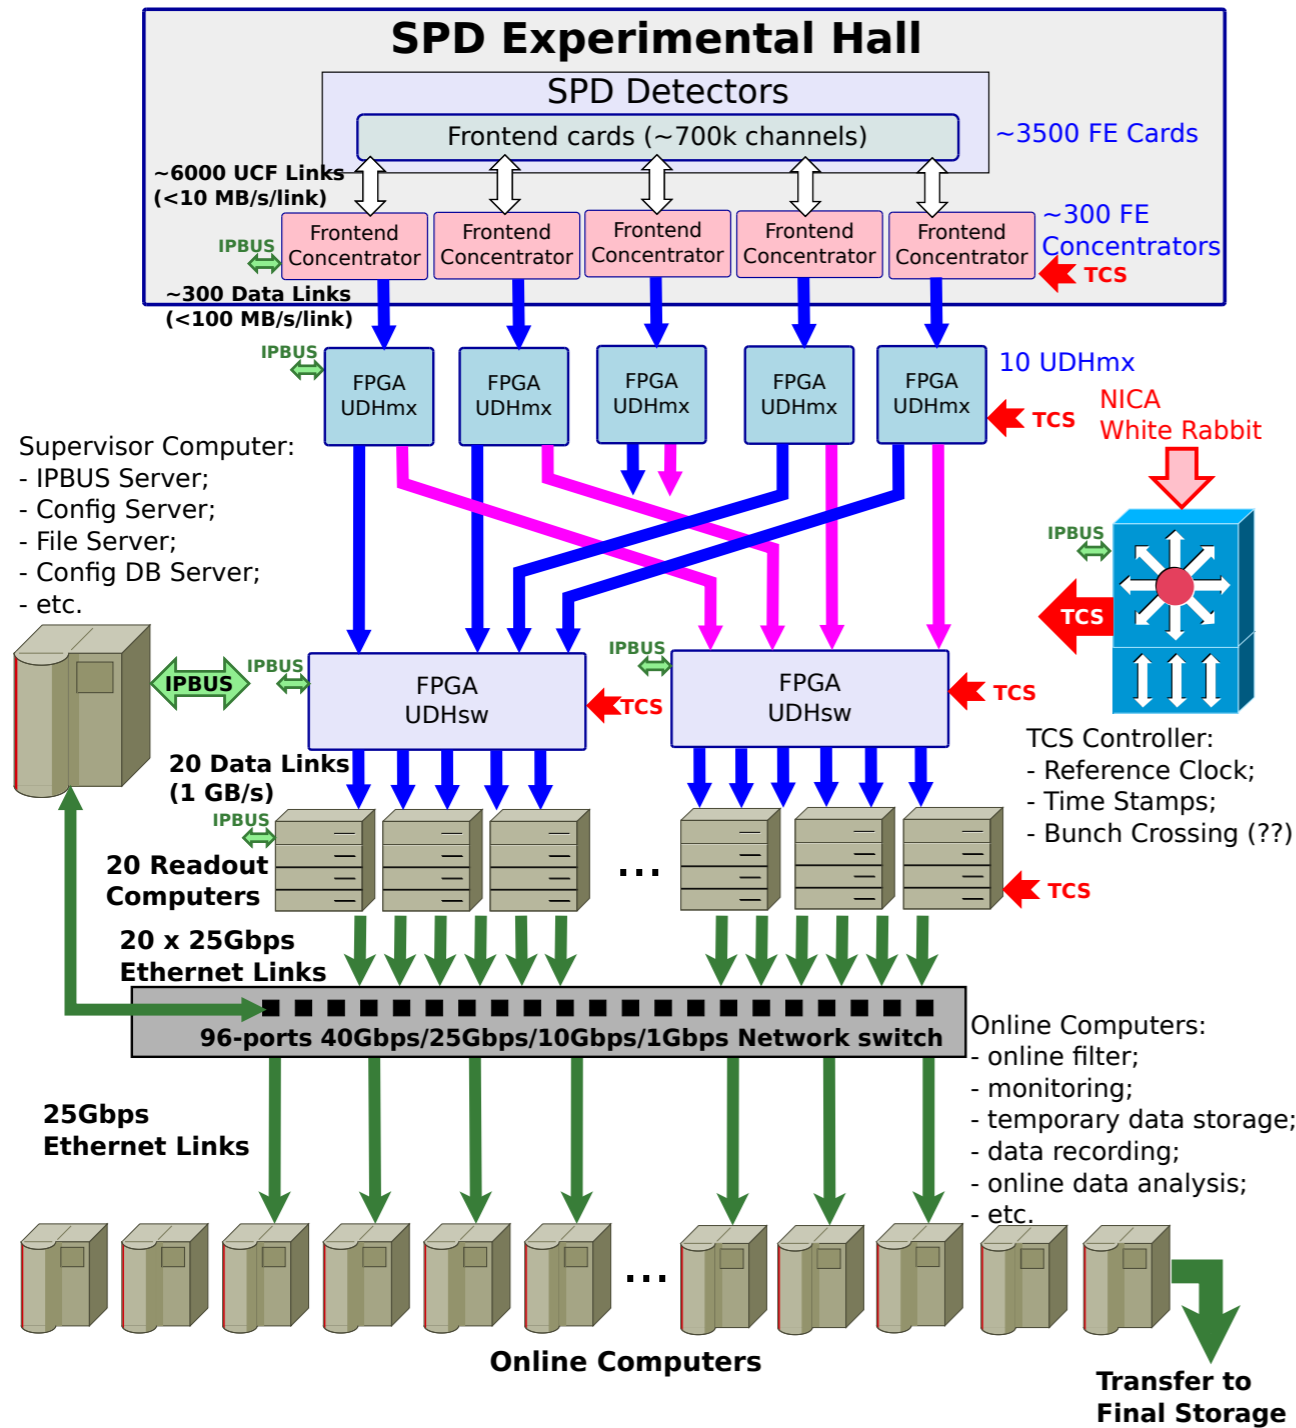 SPD Experimental Hall
SPD Detectors
Frontend cards (~700k channels)
~3500 FE Cards
~6000 UCF Links
(<10 MB/s/link)
Frontend
Concentrator
Frontend
Concentrator
Frontend
Concentrator
Frontend
Concentrator
Frontend
Concentrator
~300 FE
Concentrators
IPBUS
TCS
~300 Data Links
(<100 MB/s/link)
IPBUS
FPGA
UDHmx
FPGA
UDHmx
FPGA
UDHmx
FPGA
UDHmx
FPGA
UDHmx
10 UDHmx
TCS
NICA
White Rabbit
Supervisor Computer:
- IPBUS Server;
- Config Server;
- File Server;
- Config DB Server;
- etc.
IPBUS
TCS
IPBUS
IPBUS
FPGA
UDHsw
TCS
IPBUS
FPGA
UDHsw
TCS
TCS Controller:
- Reference Clock;
- Time Stamps;
- Bunch Crossing (??)
20 Data Links
(1 GB/s)
IPBUS
20 Readout
Computers
...
TCS
20 x 25Gbps
Ethernet Links
96-ports 40Gbps/25Gbps/10Gbps/1Gbps Network switch
Online Computers:
- online filter;
- monitoring;
- temporary data storage;
- data recording;
- online data analysis;
- etc.
25Gbps
Ethernet Links
...
Online Computers
Transfer to
Final Storage